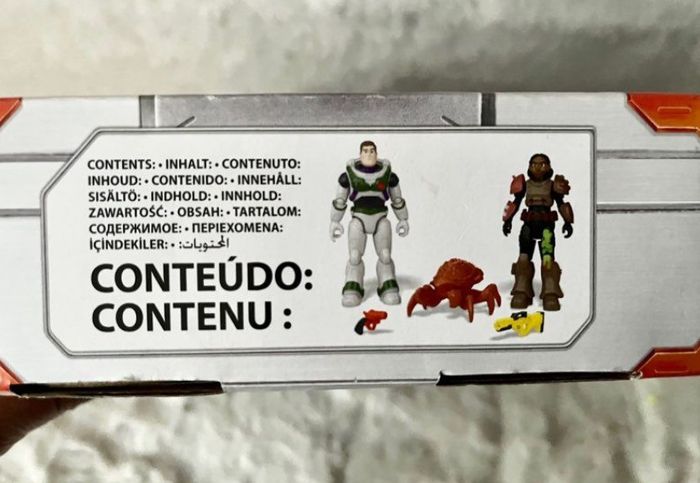 CONTENTS: • INHALT: • CONTENUTO:
INHOUD: • CONTENIDO: • INNEHÅLL:
SISÄLTÖ: • INDHOLD: • INNHOLD:
ZAWARTOŚĆ: • OBSAH: • TARTALOM:
СОДЕРЖИМОЕ: • ΠΕΡΙΕΧΟΜΕΝΑ:
İÇİNDEKİLER: • المحتويات:
CONTEÚDO:
CONTENU :